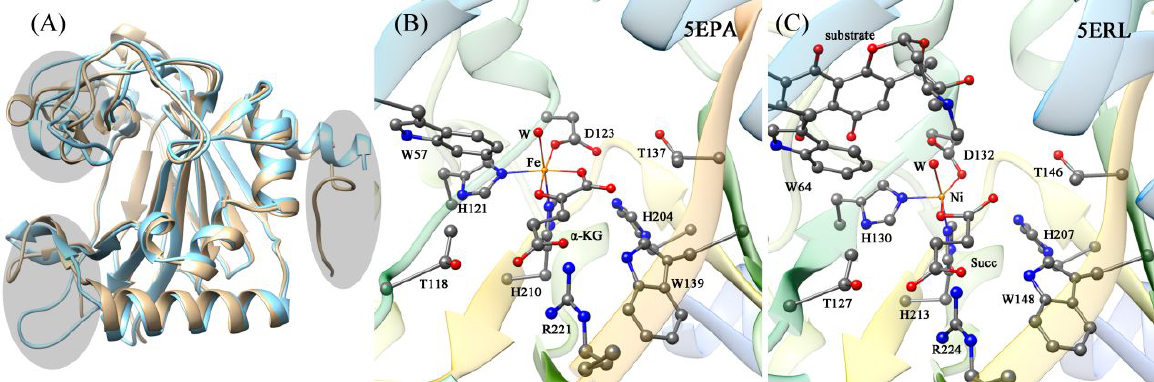 (A)
(B)
5EPA
W
D123
T137
Fe
W57
H121
H204
α-KG
T118
H210
W139
R221
(C)
5ERL
substrate
D132
W
T146
W64
Ni
H130
H207
Succ
T127
H213
W148
R224